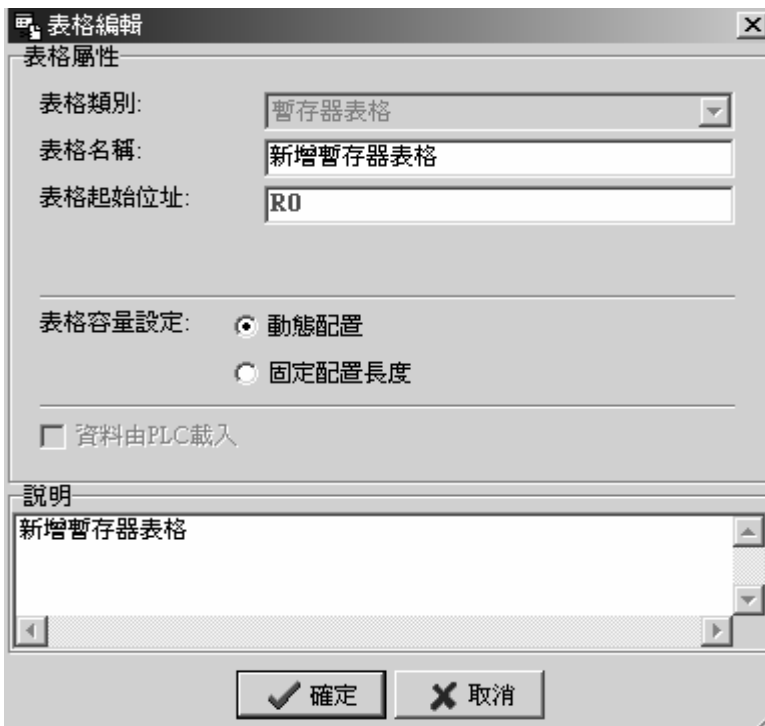 表格編輯
表格屬性
表格類別: 暫存器表格
表格名稱: 新增暫存器表格
表格起始位址: R0
表格容量設定: 動態配置
固定配置長度
資料由PLC載入
說明
新增暫存器表格
確定 取消